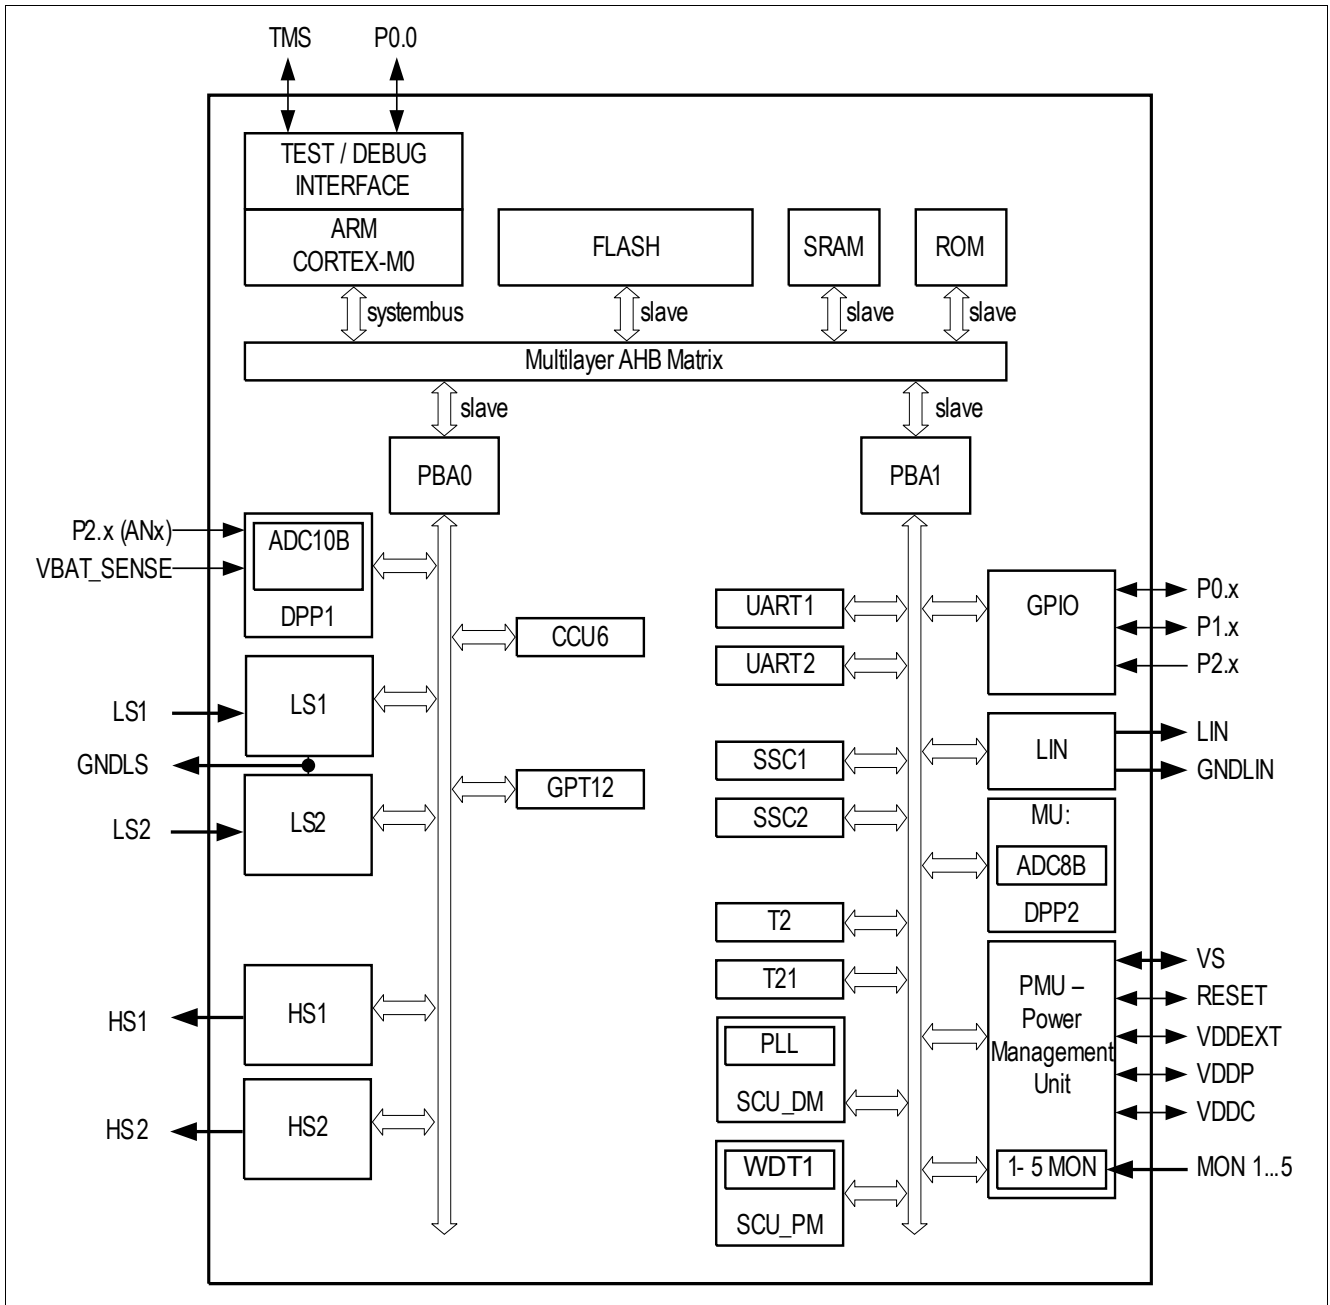 TMS
P0.0
TEST / DEBUG
INTERFACE
ARM
CORTEX-M0
FLASH
SRAM
ROM
systembus
slave
slave
slave
Multilayer AHB Matrix
slave
slave
PBA0
PBA1
P2.x (ANx)
VBAT_SENSE
ADC10B
DPP1
CCU6
LS1
LS1
GNDLS
GPT12
LS2
LS2
HS1
HS1
HS2
HS2
UART1
UART2
SSC1
SSC2
T2
T21
PLL
SCU_DM
WDT1
SCU_PM
GPIO
P0.x
P1.x
P2.x
LIN
LIN
GNDLIN
MU:
ADC8B
DPP2
PMU –
Power
Management
Unit
VS
RESET
VDDEXT
VDDP
VDDC
1- 5 MON
MON 1...5